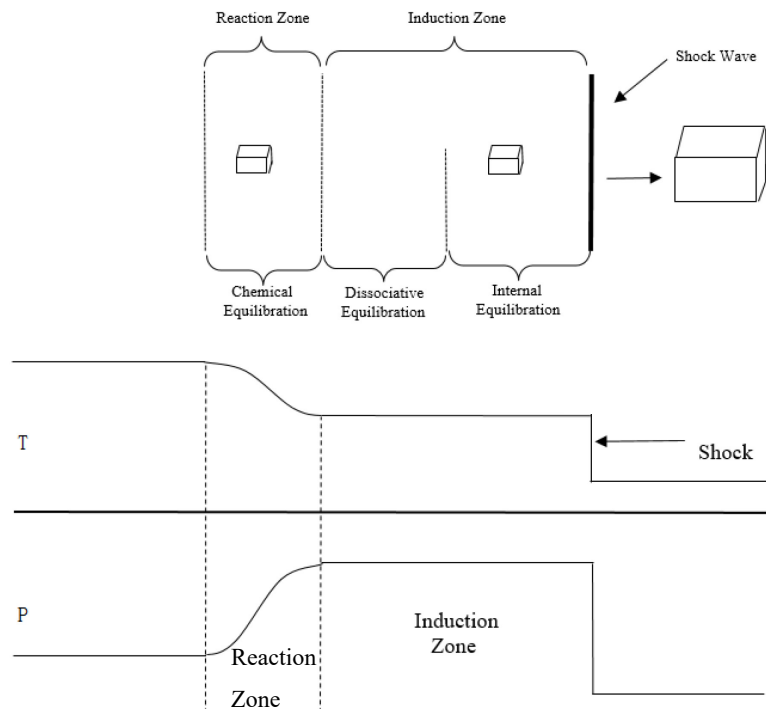 Reaction Zone
Induction Zone
Shock Wave
Chemical
Equilibration
Dissociative
Equilibration
Internal
Equilibration
T
Shock
P
Induction
Zone
Reaction
Zone